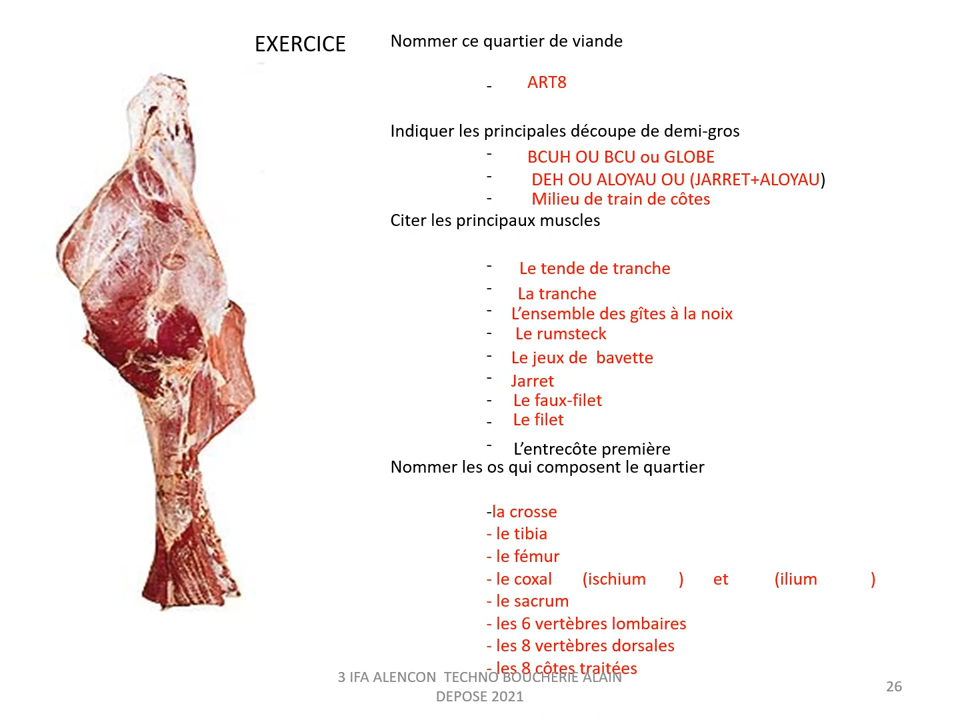 EXERCICE
Nommer ce quartier de viande
- ART8
Indiquer les principales découpe de demi-gros
- BCUH OU BCU ou GLOBE
- DEH OU ALOYAU OU (JARRET+ALOYAU)
- Milieu de train de côtes
Citer les principaux muscles
- Le tende de tranche
- La tranche
- L'ensemble des gîtes à la noix
- Le rumsteck
- Le jeux de bavette
- Jarret
- Le faux-filet
- Le filet
- L'entrecôte première
Nommer les os qui composent le quartier
-la crosse
- le tibia
- le fémur
- le coxal (ischium ) et (ilium )
- le sacrum
- les 6 vertèbres lombaires
- les 8 vertèbres dorsales
- les 8 côtes traitées
3 IFA ALENCON TECHNO BOUCHERIE ALAIN
DEPOSE 2021
26